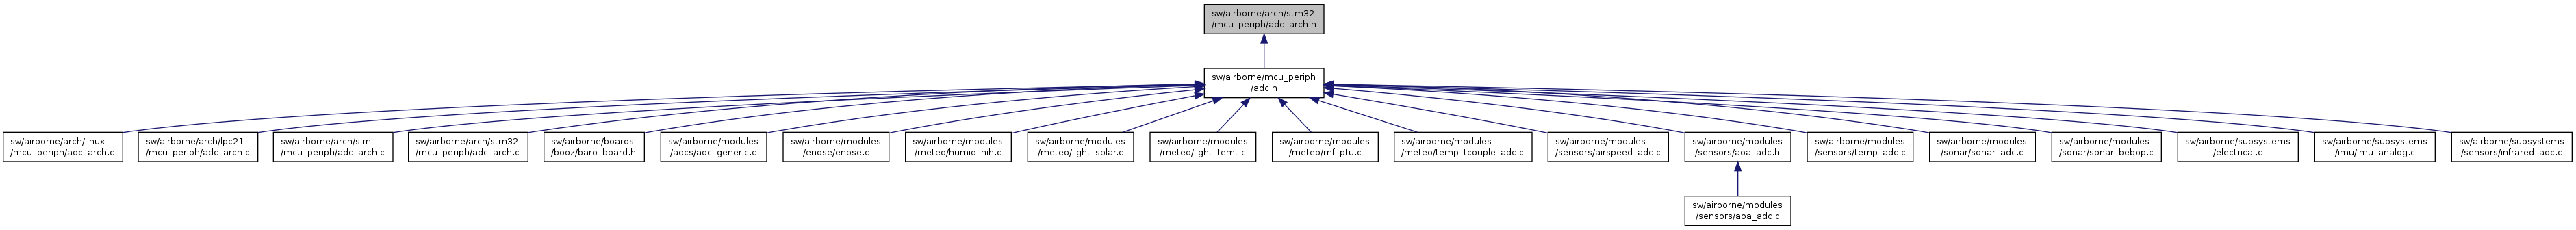 sw/airborne/arch/stm32
/mcu_periph/adc_arch.h
sw/airborne/mcu_periph
/adc.h
sw/airborne/arch/linux
/mcu_periph/adc_arch.c
sw/airborne/arch/lpc21
/mcu_periph/adc_arch.c
sw/airborne/arch/sim
/mcu_periph/adc_arch.c
sw/airborne/arch/stm32
/mcu_periph/adc_arch.c
sw/airborne/boards
/booz/baro_board.h
sw/airborne/modules
/adcs/adc_generic.c
sw/airborne/modules
/enose/enose.c
sw/airborne/modules
/meteo/humid_hih.c
sw/airborne/modules
/meteo/light_solar.c
sw/airborne/modules
/meteo/light_temt.c
sw/airborne/modules
/meteo/mf_ptu.c
sw/airborne/modules
/meteo/temp_tcouple_adc.c
sw/airborne/modules
/sensors/airspeed_adc.c
sw/airborne/modules
/sensors/aoa_adc.h
sw/airborne/modules
/sensors/temp_adc.c
sw/airborne/modules
/sonar/sonar_adc.c
sw/airborne/modules
/sonar/sonar_bebop.c
sw/airborne/subsystems
/electrical.c
sw/airborne/subsystems
/imu/imu_analog.c
sw/airborne/subsystems
/sensors/infrared_adc.c
sw/airborne/modules
/sensors/aoa_adc.c